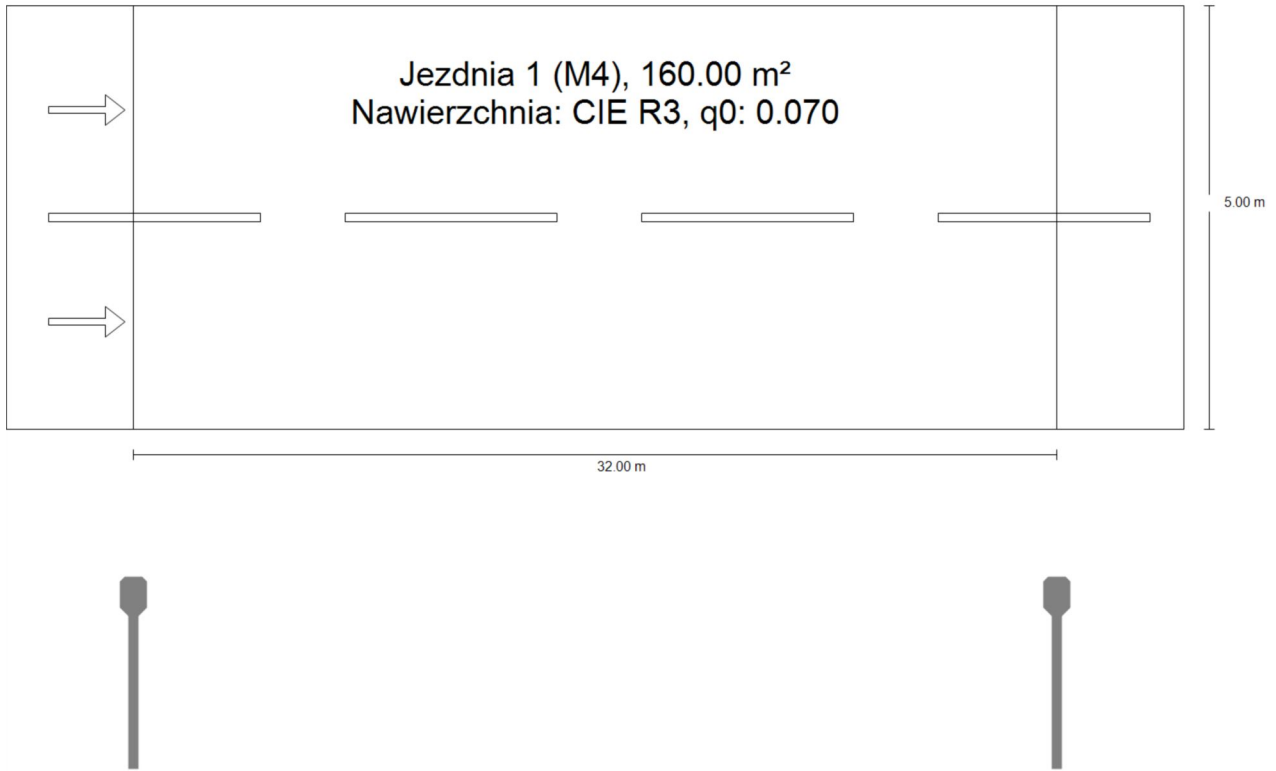 Jezdnia 1 (M4), 160.00 m²
Nawierzchnia: CIE R3, q0: 0.070
5.00 m
32.00 m